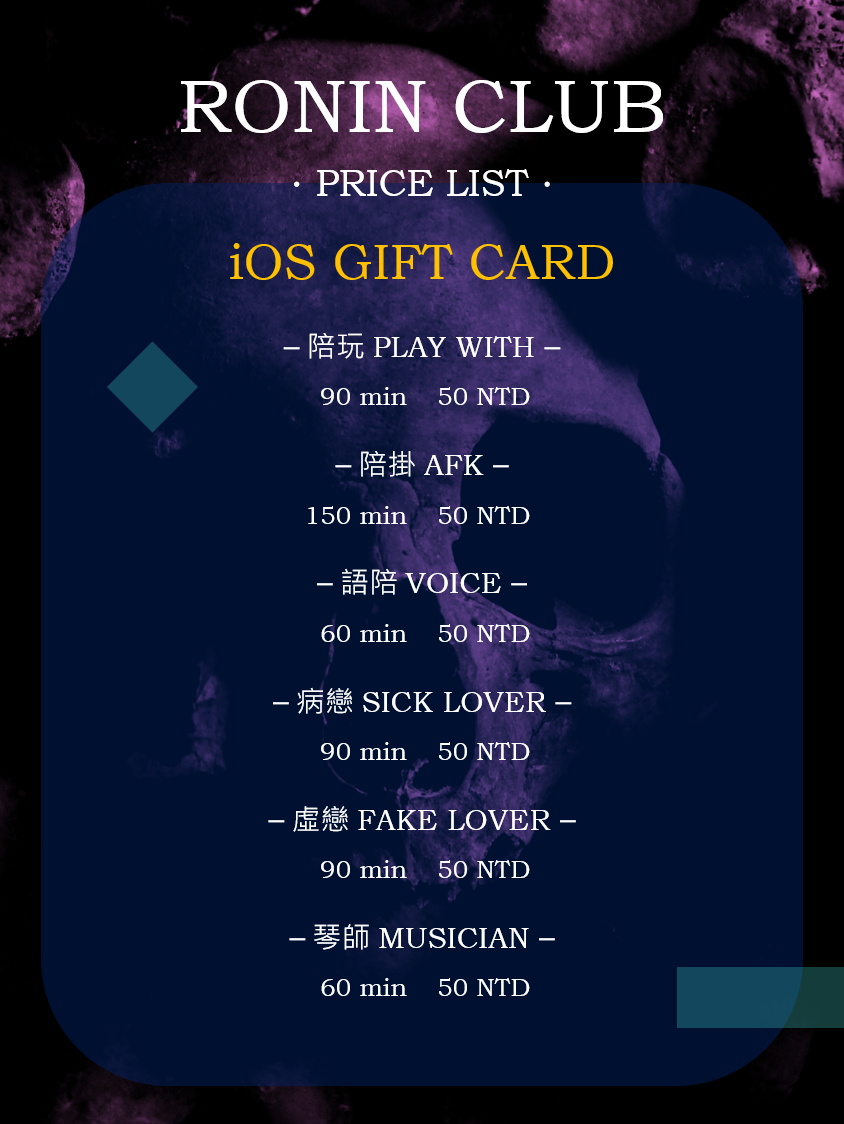 RONIN CLUB
· PRICE LIST ·
iOS GIFT CARD
– 陪玩 PLAY WITH –
90 min 50 NTD
– 陪掛 AFK –
150 min 50 NTD
– 語陪 VOICE –
60 min 50 NTD
– 病戀 SICK LOVER –
90 min 50 NTD
– 虛戀 FAKE LOVER –
90 min 50 NTD
– 琴師 MUSICIAN –
60 min 50 NTD